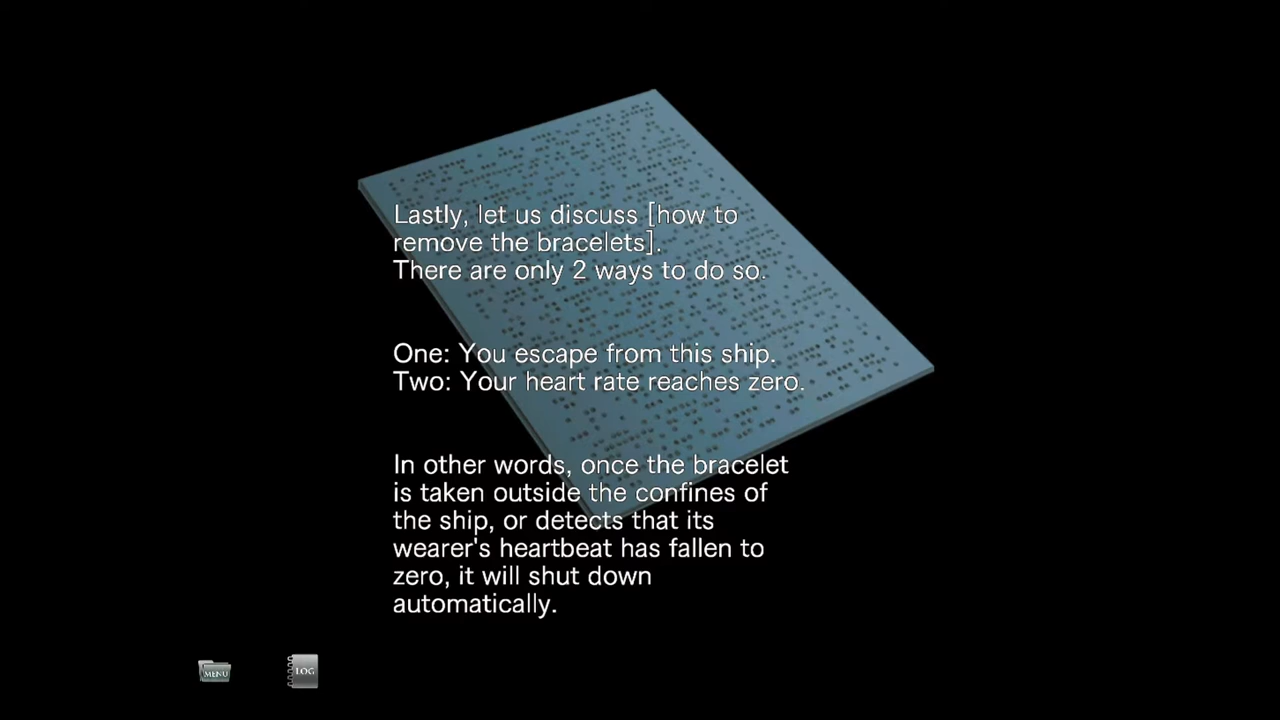 Lastly, let us discuss [how to
remove the bracelets].
There are only 2 ways to do so.
One: You escape from this ship.
Two: Your heart rate reaches zero.
In other words, once the bracelet
is taken outside the confines of
the ship, or detects that its
wearer's heartbeat has fallen to
zero, it will shut down
automatically.
MENU
LOG